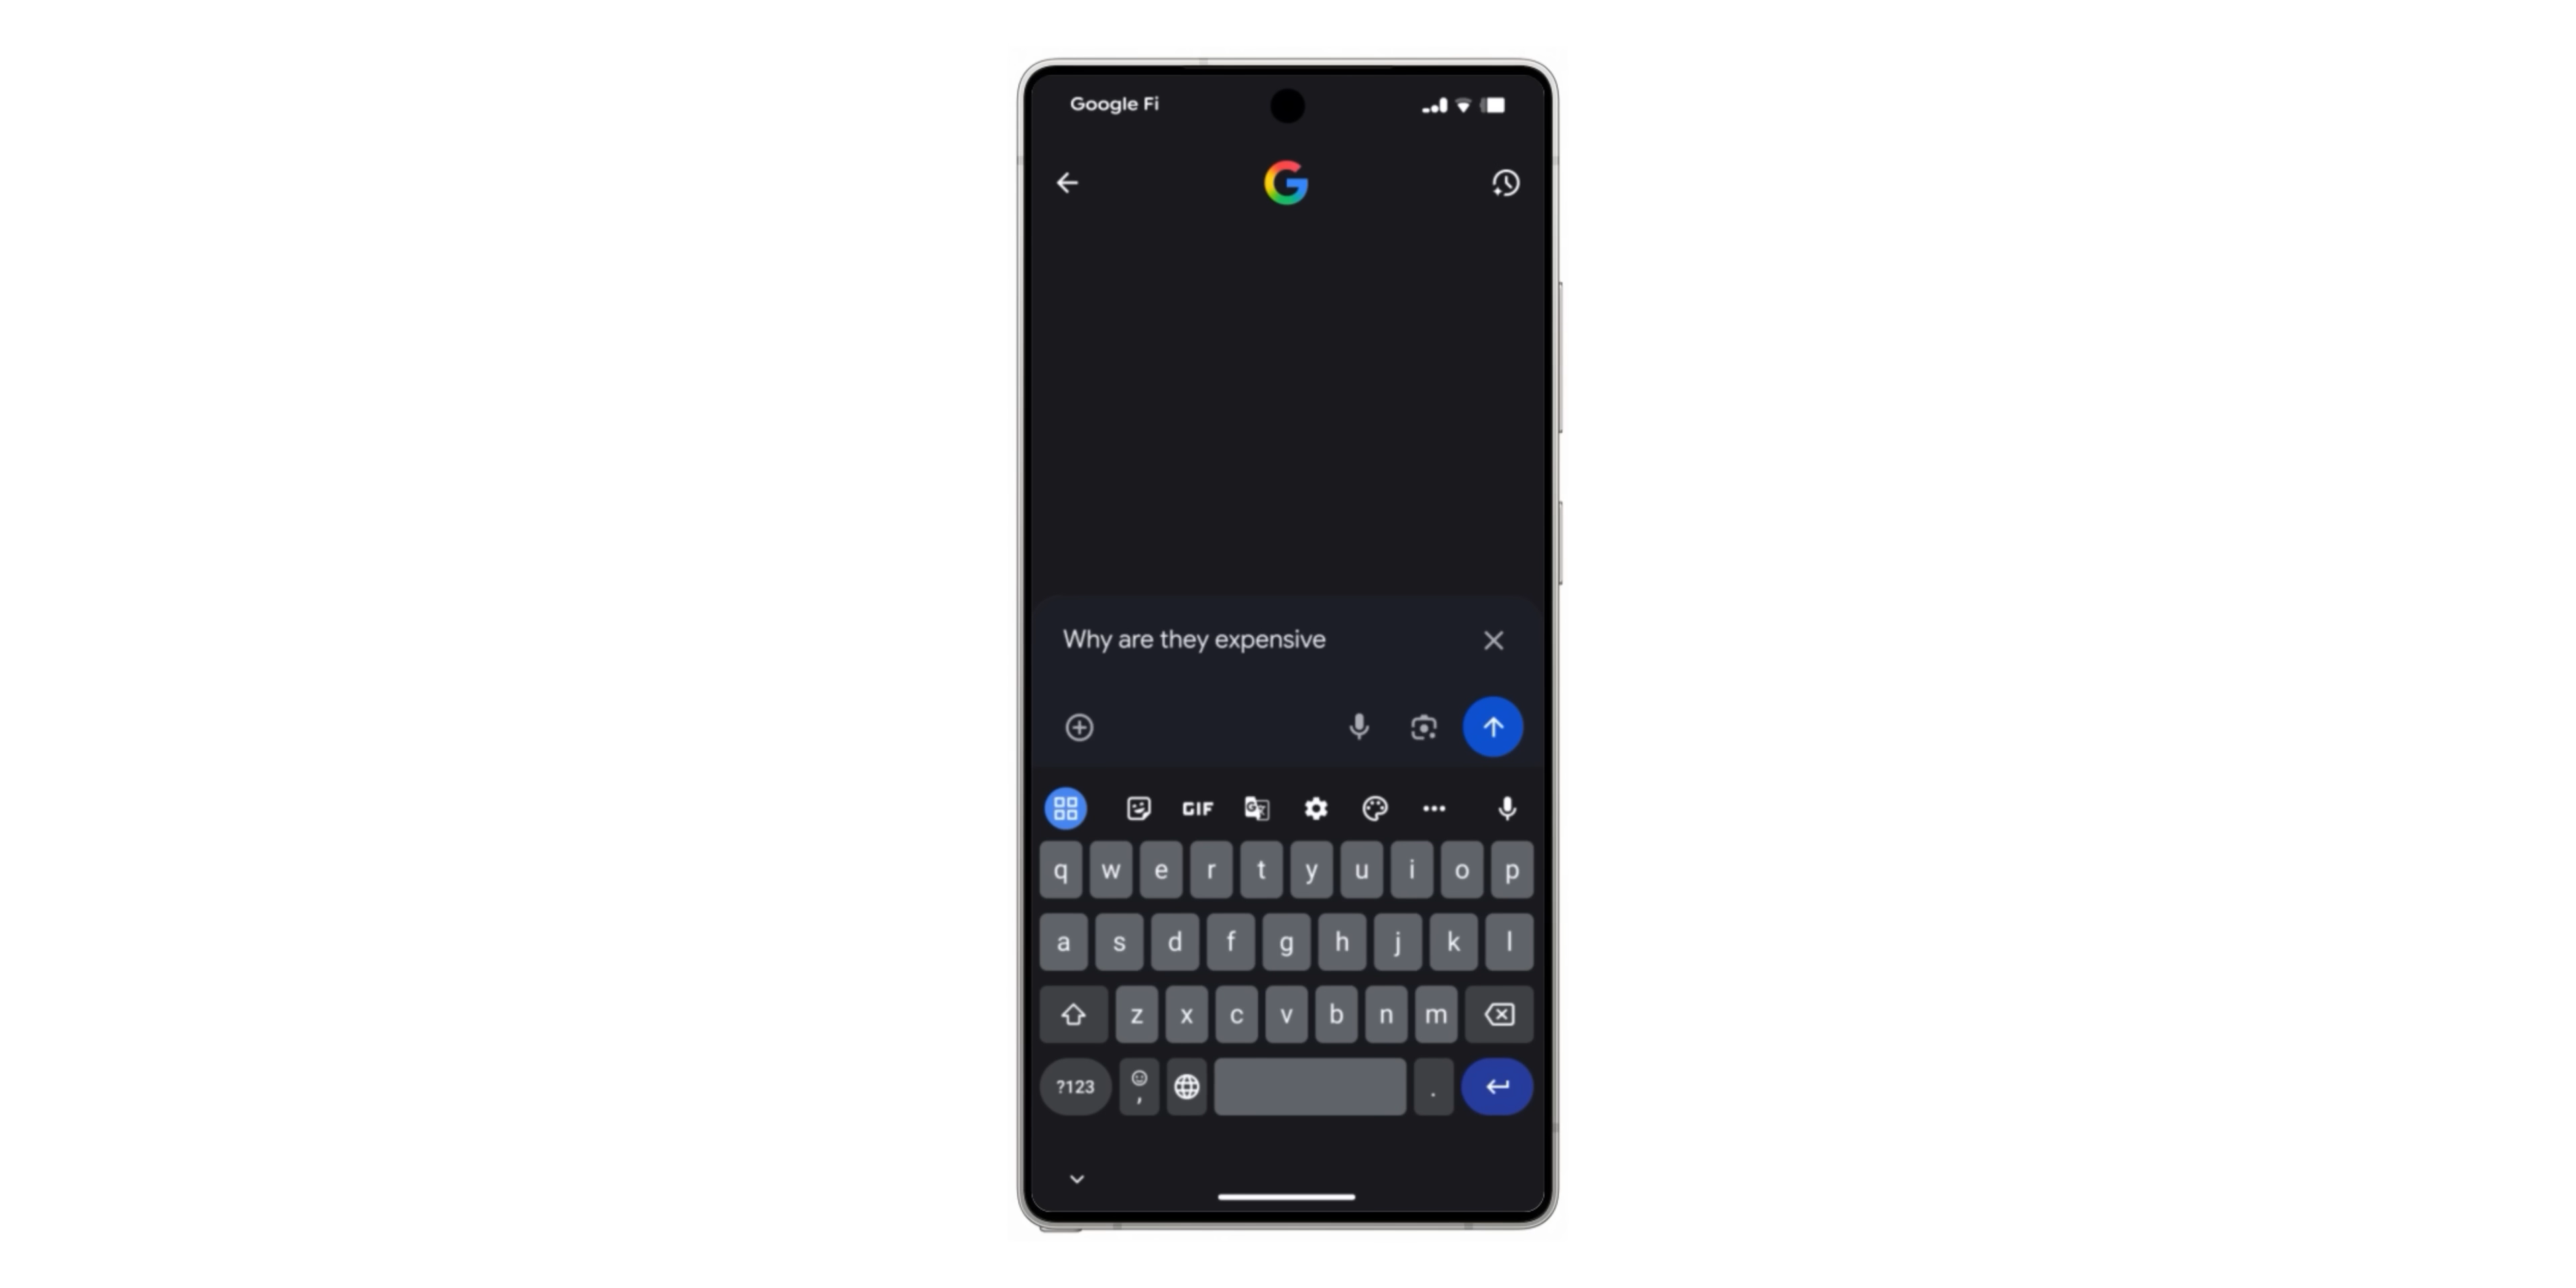 Google Fi
Why are they expensive
GIF
q w e r t y u i o p
a s d f g h j k l
z x c v b n m
?123 , .